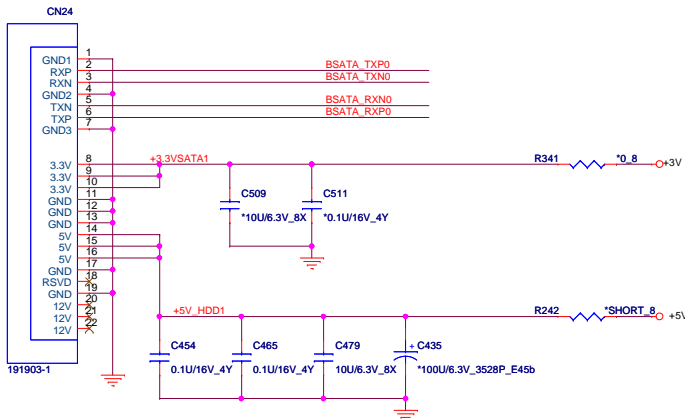 CN24
GND1 1
RXP 2 BSATA_TXP0
RXN 3 BSATA_TXN0
GND2 4
TXN 5 BSATA_RXN0
TXP 6 BSATA_RXP0
GND3 7
3.3V 8 +3.3VSATA1 R341 *0_8 +3V
3.3V 9
3.3V 10
GND 11
GND 12
GND 13
5V 14
5V 15
5V 16
GND 17
RSVD 18
GND 19
12V 20
12V 21
12V 22
C509
*10U/6.3V_8X
C511
*0.1U/16V_4Y
+5V_HDD1 R242 *SHORT_8 +5V
C454
0.1U/16V_4Y
C465
0.1U/16V_4Y
C479
10U/6.3V_8X
+ C435
*100U/6.3V_3528P_E45b
191903-1